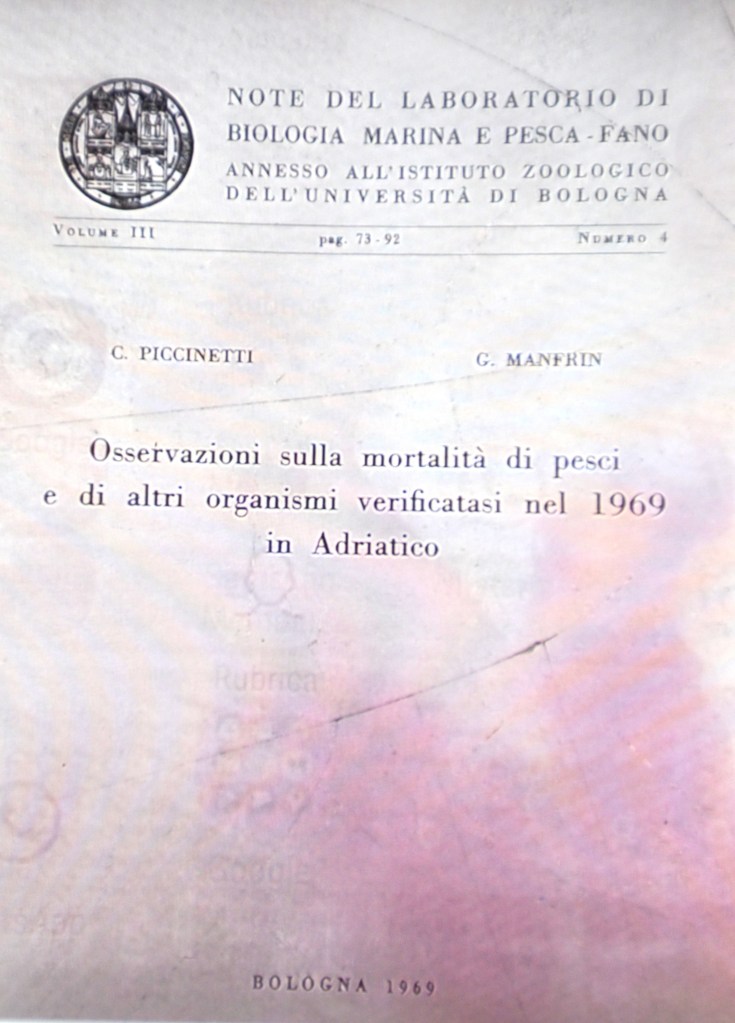 NOTE DEL LABORATORIO DI
BIOLOGIA MARINA E PESCA - FANO
ANNESSO ALL'ISTITUTO ZOOLOGICO
DELL'UNIVERSITÀ DI BOLOGNA
VOLUME III pag. 73 - 92 NUMERO 4
C. PICCINETTI G. MANFRIN
Osservazioni sulla mortalità di pesci
e di altri organismi verificatasi nel 1969
in Adriatico
Rubrica
Google
BOLOGNA 1969